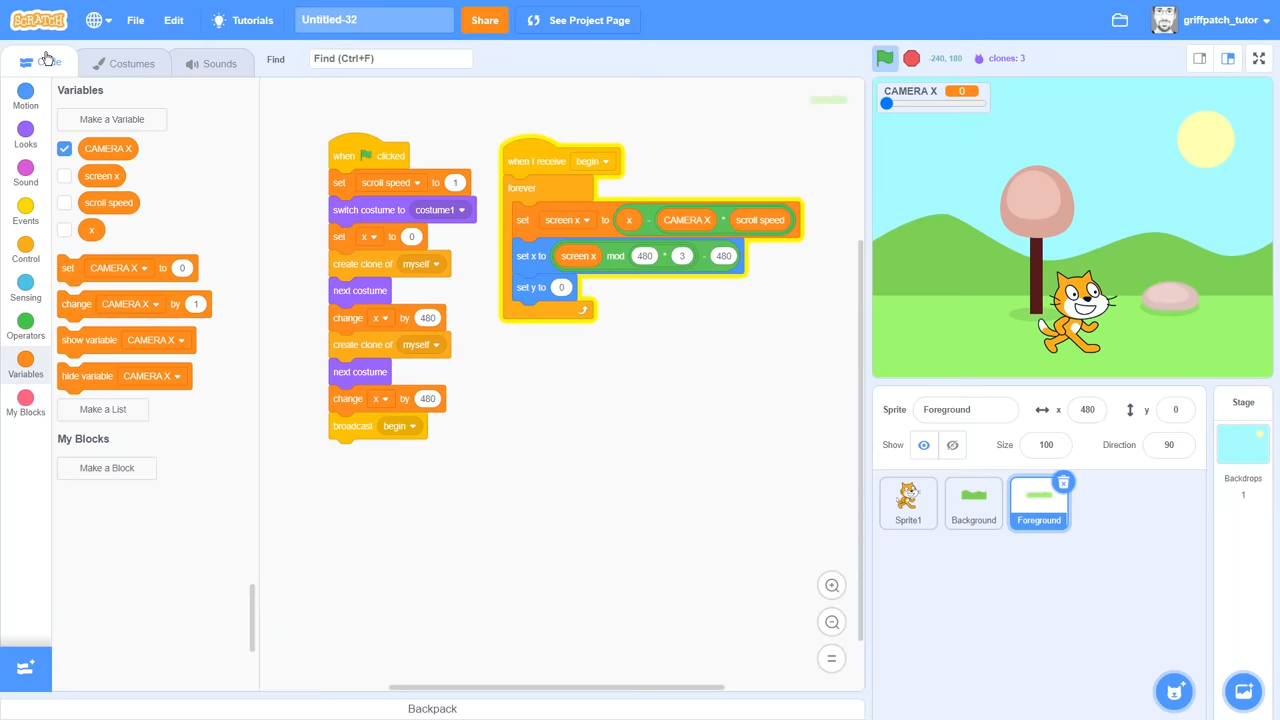 SCRATCH
File
Edit
Tutorials
Untitled-32
Share
See Project Page
griffpatch_tutor
Costumes
Sounds
Find
Find (Ctrl+F)
-240, 180
clones: 3
Motion
Looks
Sound
Events
Control
Sensing
Operators
Variables
My Blocks
Variables
Make a Variable
CAMERA X
screen x
scroll speed
x
set CAMERA X to 0
change CAMERA X by 1
show variable CAMERA X
hide variable CAMERA X
Make a List
My Blocks
Make a Block
when clicked
set scroll speed to 1
switch costume to costume1
set x to 0
create clone of myself
next costume
change x by 480
create clone of myself
next costume
change x by 480
broadcast begin
when I receive begin
forever
set screen x to x - CAMERA X * scroll speed
set x to screen x mod 480 * 3 - 480
set y to 0
CAMERA X 0
Sprite Foreground x 480 y 0
Show Size 100 Direction 90
Sprite1
Background
Foreground
Stage
Backdrops
1
Backpack